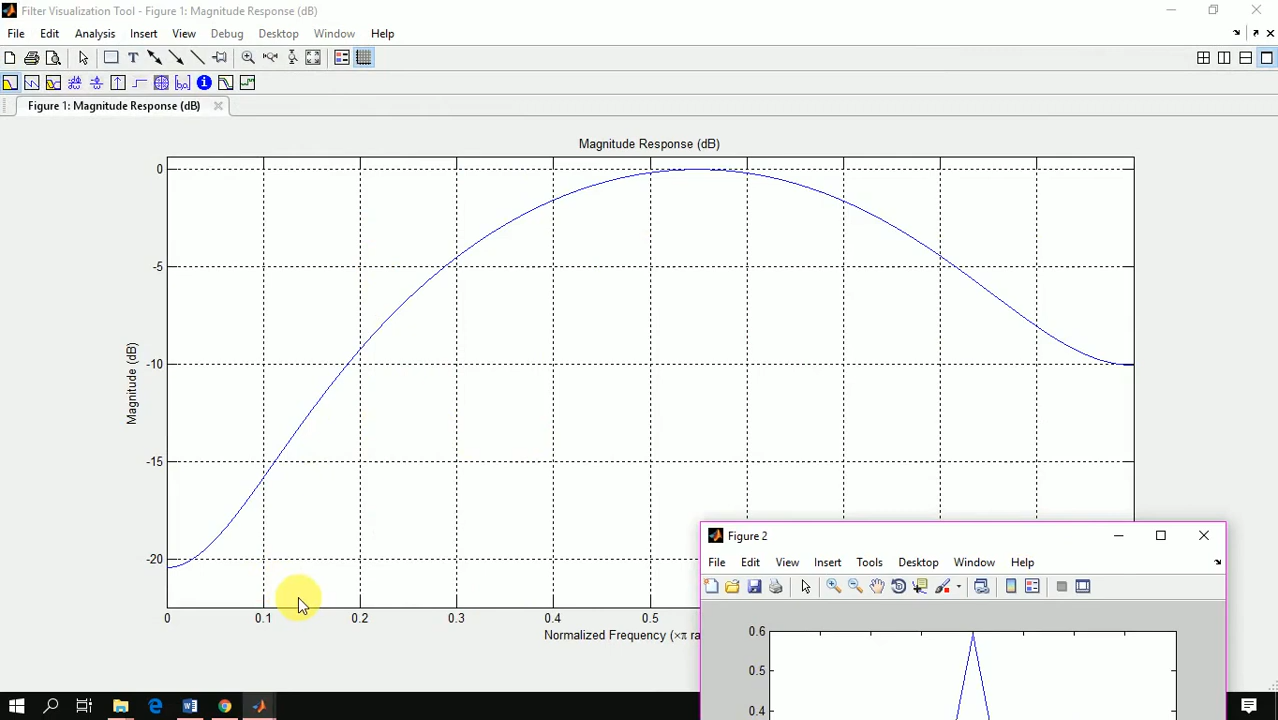 Filter Visualization Tool - Figure 1: Magnitude Response (dB)
File Edit Analysis Insert View Debug Desktop Window Help
Figure 1: Magnitude Response (dB)
Magnitude Response (dB)
0
-5
-10
-15
-20
Magnitude (dB)
0 0.1 0.2 0.3 0.4 0.5
Normalized Frequency (×π ra
Figure 2
File Edit View Insert Tools Desktop Window Help
0.6
0.5
0.4